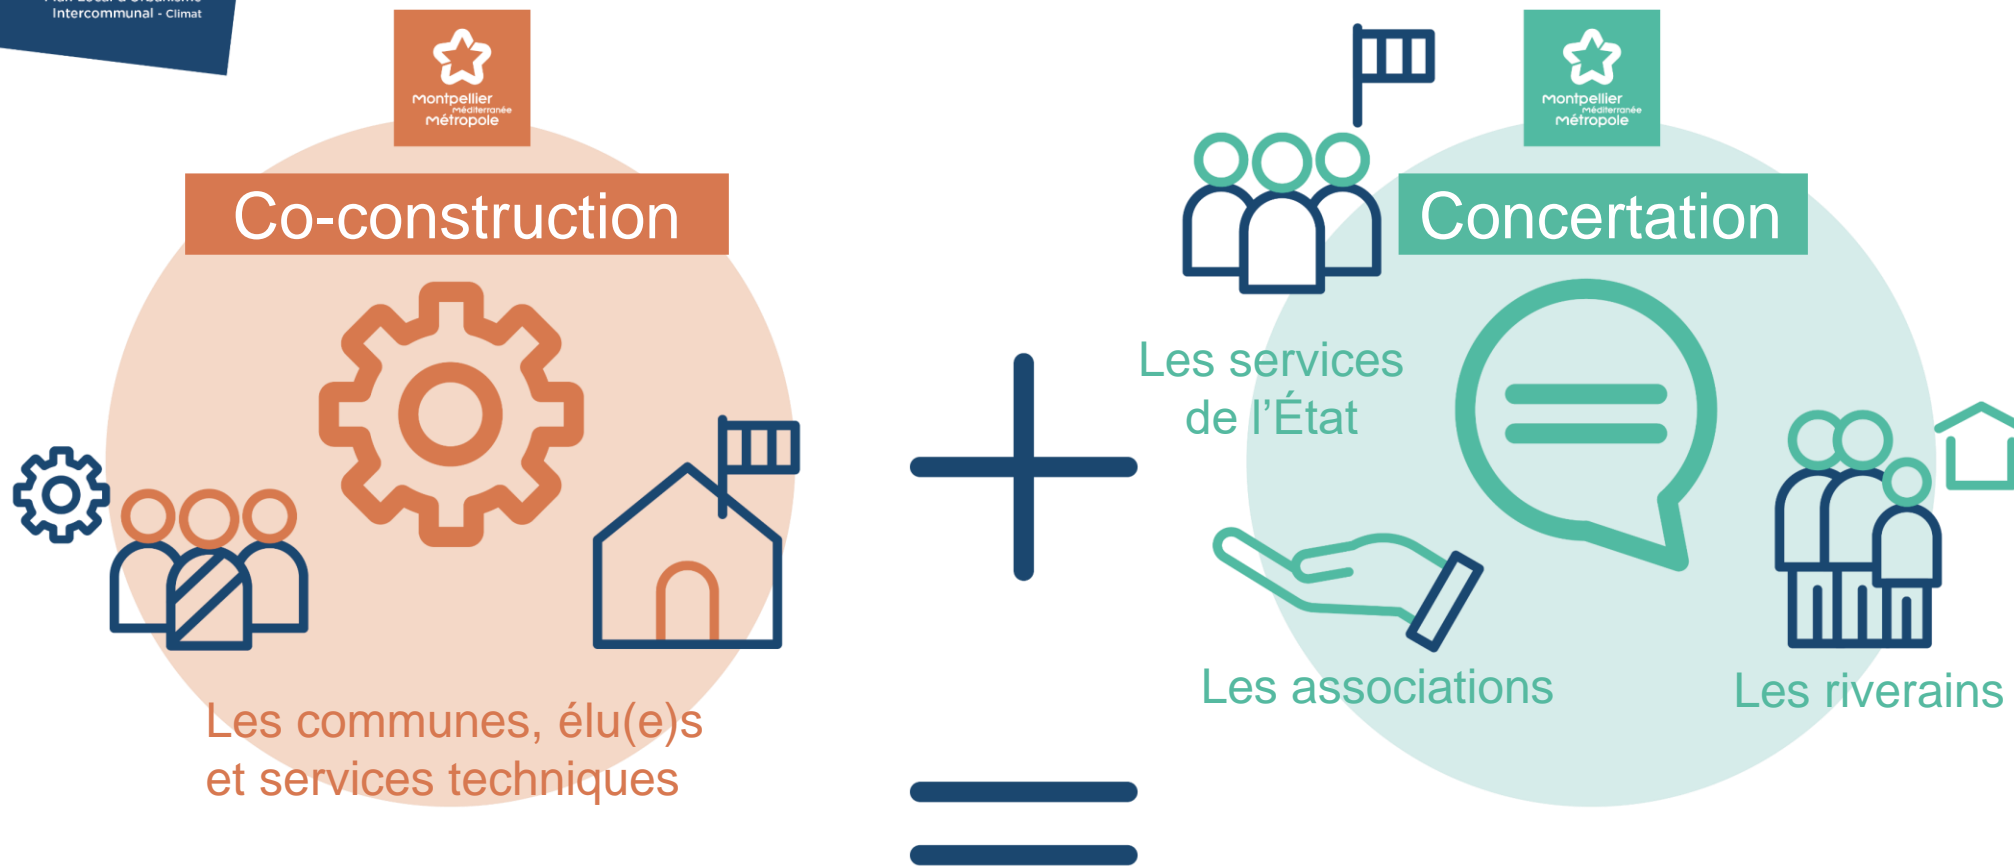 Intercommunal - Climat
Montpellier
Méditerranée
Métropole
Co-construction
Les communes, élu(e)s
et services techniques
Montpellier
Méditerranée
Métropole
Concertation
Les services
de l’État
Les associations
Les riverains